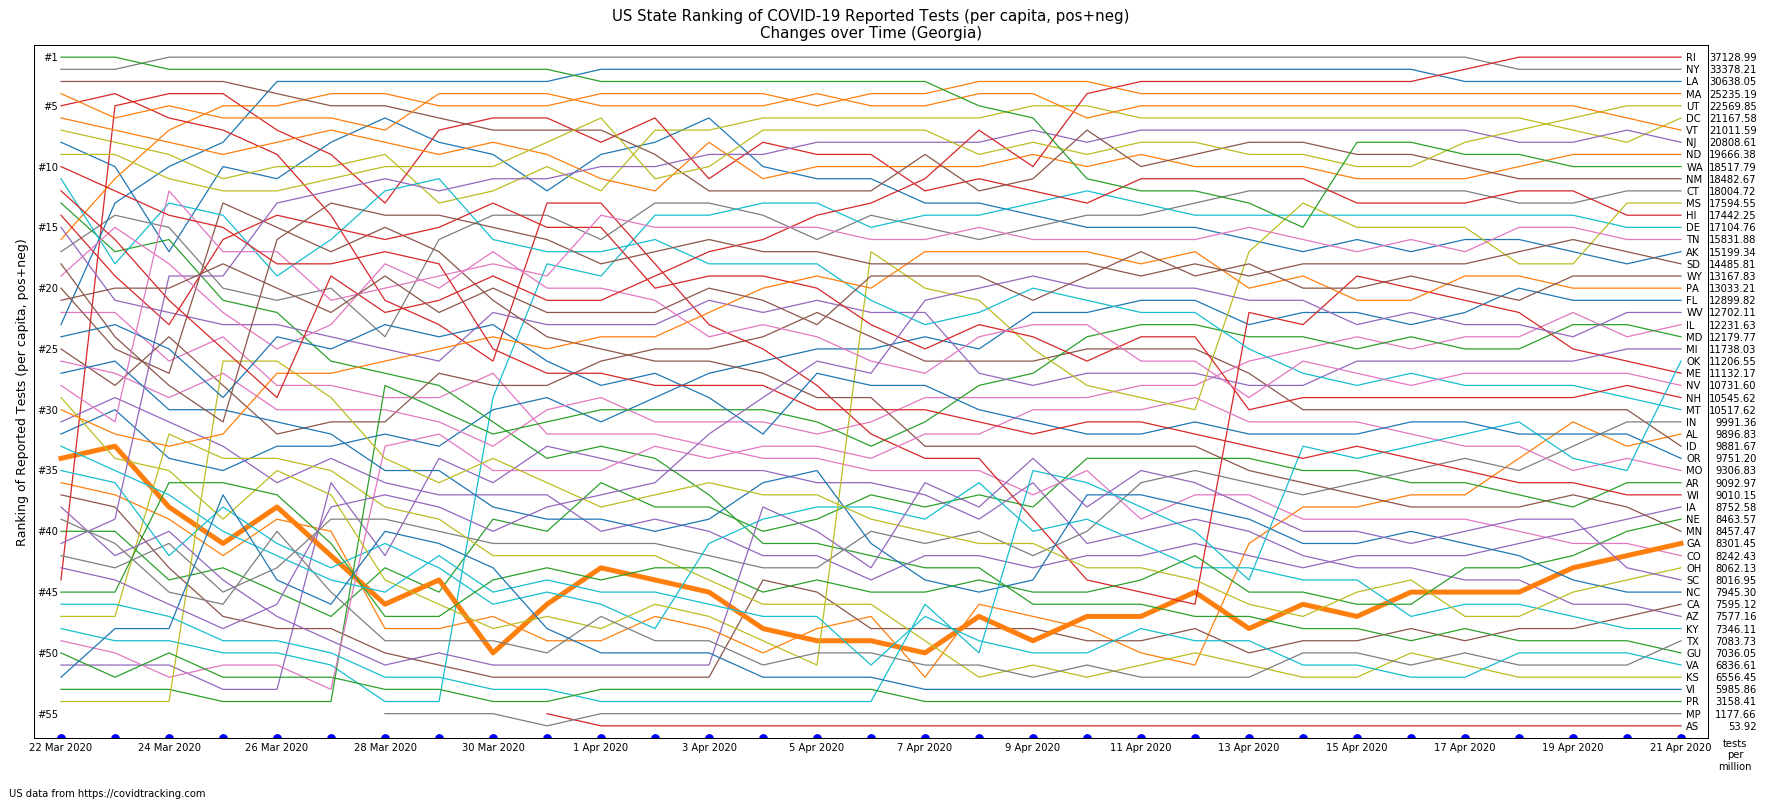 US State Ranking of COVID-19 Reported Tests (per capita, pos+neg)
Changes over Time (Georgia)
Ranking of Reported Tests (per capita, pos+neg)
#1
#5
#10
#15
#20
#25
#30
#35
#40
#45
#50
#55
RI 37128.99
NY 33378.21
LA 30638.05
MA 25235.19
UT 22569.85
DC 21167.58
VT 21011.59
NJ 20808.61
ND 19666.38
WA 18517.79
NM 18482.67
CT 18004.72
MS 17594.55
HI 17442.25
DE 17104.76
TN 15831.88
AK 15199.34
SD 14485.81
WY 13167.83
PA 13033.21
FL 12899.82
WV 12702.11
IL 12231.63
MD 12179.77
MI 11738.03
OK 11206.55
ME 11132.17
NV 10731.60
NH 10545.62
MT 10517.62
IN 9991.36
AL 9896.83
ID 9881.67
OR 9751.20
MO 9306.83
AR 9092.97
WI 9010.15
IA 8752.58
NE 8463.57
MN 8457.47
GA 8301.45
CO 8242.43
OH 8062.13
SC 8016.95
NC 7945.30
CA 7595.12
AZ 7577.16
KY 7346.11
TX 7083.73
GU 7036.05
VA 6836.61
KS 6556.45
VI 5985.86
PR 3158.41
MP 1177.66
AS 53.92
22 Mar 2020 24 Mar 2020 26 Mar 2020 28 Mar 2020 30 Mar 2020 1 Apr 2020 3 Apr 2020 5 Apr 2020 7 Apr 2020 9 Apr 2020 11 Apr 2020 13 Apr 2020 15 Apr 2020 17 Apr 2020 19 Apr 2020 21 Apr 2020
tests
per
million
US data from https://covidtracking.com